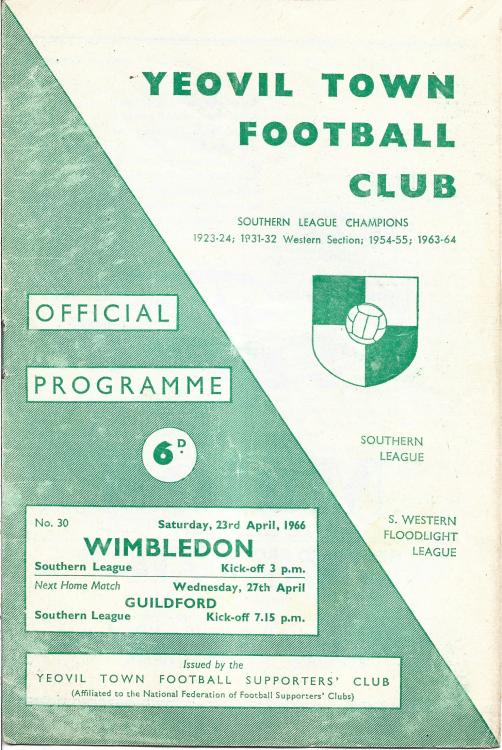 YEOVIL TOWN
FOOTBALL
CLUB
SOUTHERN LEAGUE CHAMPIONS
1923-24; 1931-32 Western Section; 1954-55; 1963-64
OFFICIAL
PROGRAMME
6D.
SOUTHERN
LEAGUE
S. WESTERN
FLOODLIGHT
LEAGUE
No. 30 Saturday, 23rd April, 1966
WIMBLEDON
Southern League Kick-off 3 p.m.
Next Home Match Wednesday, 27th April
GUILDFORD
Southern League Kick-off 7.15 p.m.
Issued by the
YEOVIL TOWN FOOTBALL SUPPORTERS' CLUB
(Affiliated to the National Federation of Football Supporters' Clubs)